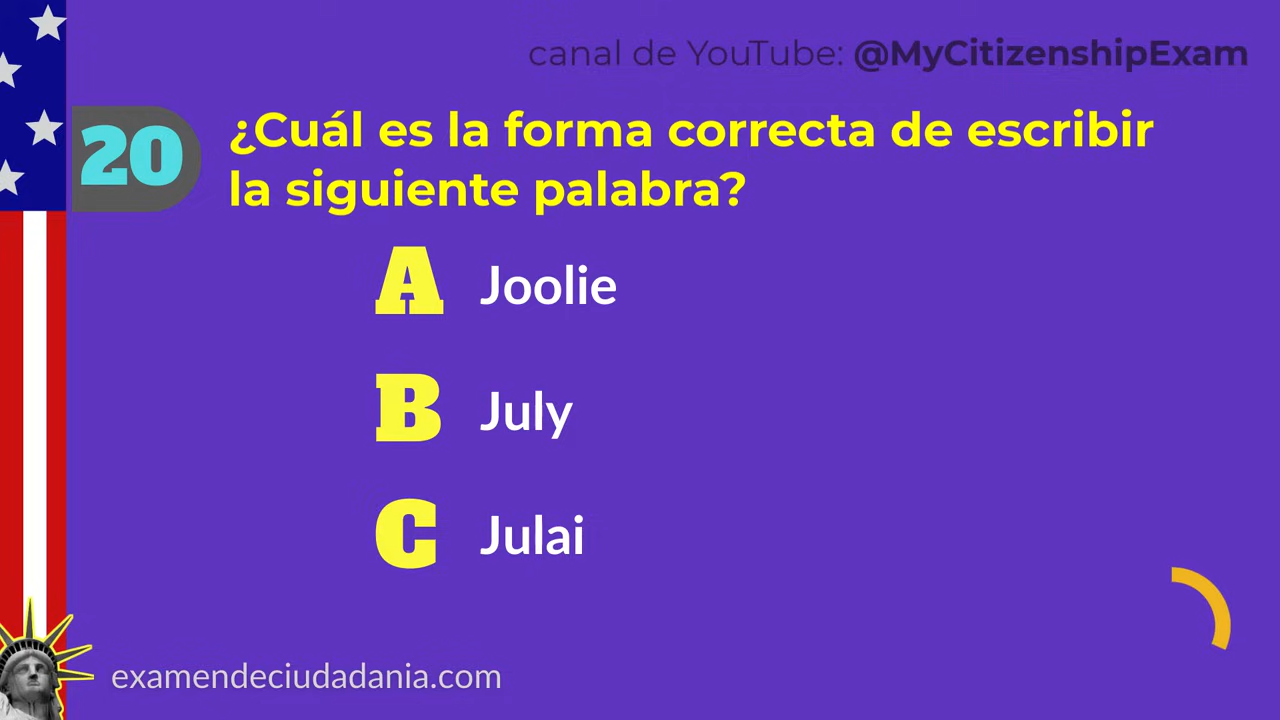 canal de YouTube: @MyCitizenshipExam
20
¿Cuál es la forma correcta de escribir
la siguiente palabra?
A Joolie
B July
C Julai
examendeciudadania.com